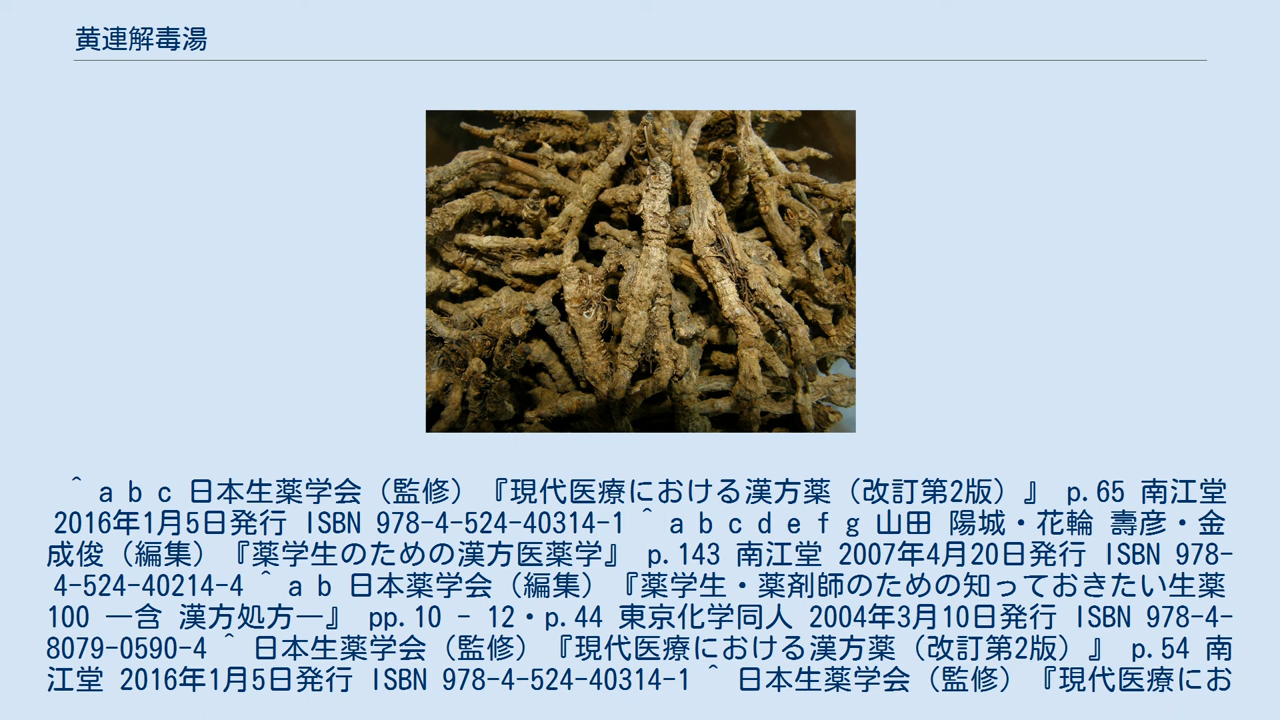 黄連解毒湯
^ a b c 日本生薬学会（監修）『現代医療における漢方薬（改訂第2版）』 p.65 南江堂
2016年1月5日発行 ISBN 978-4-524-40314-1 ^ a b c d e f g 山田 陽城・花輪 壽彦・金
成俊（編集）『薬学生のための漢方医薬学』 p.143 南江堂 2007年4月20日発行 ISBN 978-
4-524-40214-4 ^ a b 日本薬学会（編集）『薬学生・薬剤師のための知っておきたい生薬
100 ―含 漢方処方―』 pp.10 - 12・p.44 東京化学同人 2004年3月10日発行 ISBN 978-4-
8079-0590-4 ^ 日本生薬学会（監修）『現代医療における漢方薬（改訂第2版）』 p.54 南
江堂 2016年1月5日発行 ISBN 978-4-524-40314-1 ^ 日本生薬学会（監修）『現代医療にお